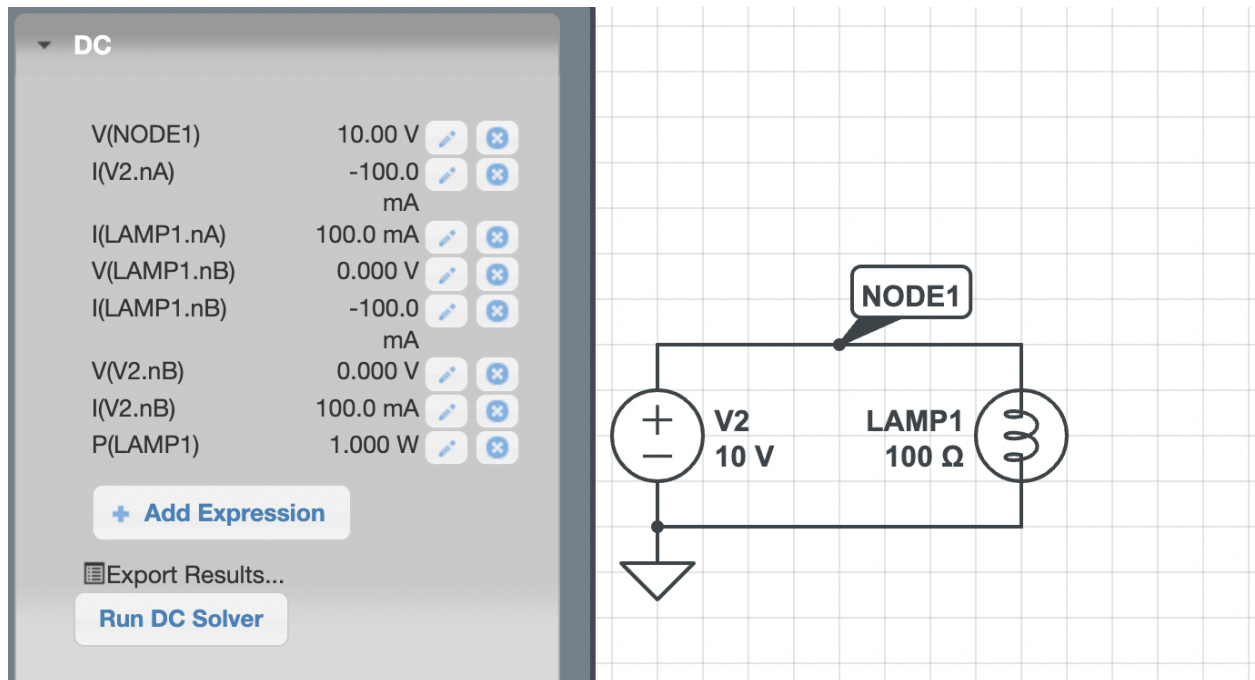 DC
V(NODE1) 10.00 V
I(V2.nA) -100.0
mA
I(LAMP1.nA) 100.0 mA
V(LAMP1.nB) 0.000 V
I(LAMP1.nB) -100.0
mA
V(V2.nB) 0.000 V
I(V2.nB) 100.0 mA
P(LAMP1) 1.000 W
+ Add Expression
Export Results...
Run DC Solver
NODE1
V2
10 V
LAMP1
100 Ω